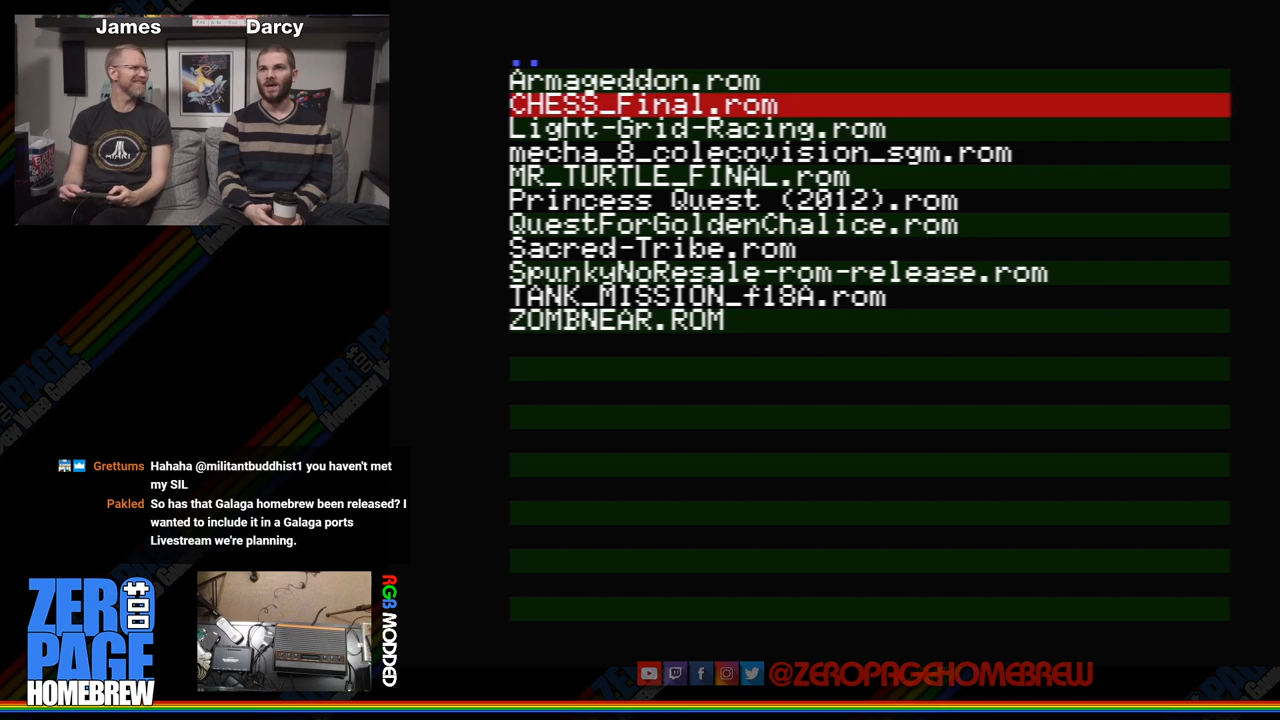 James
Darcy
ATARI
..
Armageddon.rom
CHESS_Final.rom
Light-Grid-Racing.rom
mecha_8_colecovision_sgm.rom
MR_TURTLE_FINAL.rom
Princess Quest (2012).rom
QuestForGoldenChalice.rom
Sacred-Tribe.rom
SpunkyNoResale-rom-release.rom
TANK_MISSION_f18A.rom
ZOMBNEAR.ROM
Grettums Hahaha @militantbuddhist1 you haven't met
my SIL
Pakled So has that Galaga homebrew been released? I
wanted to include it in a Galaga ports
Livestream we're planning.
ZERO $00
PAGE
HOMEBREW
RGB MODDED
@ZEROPAGEHOMEBREW